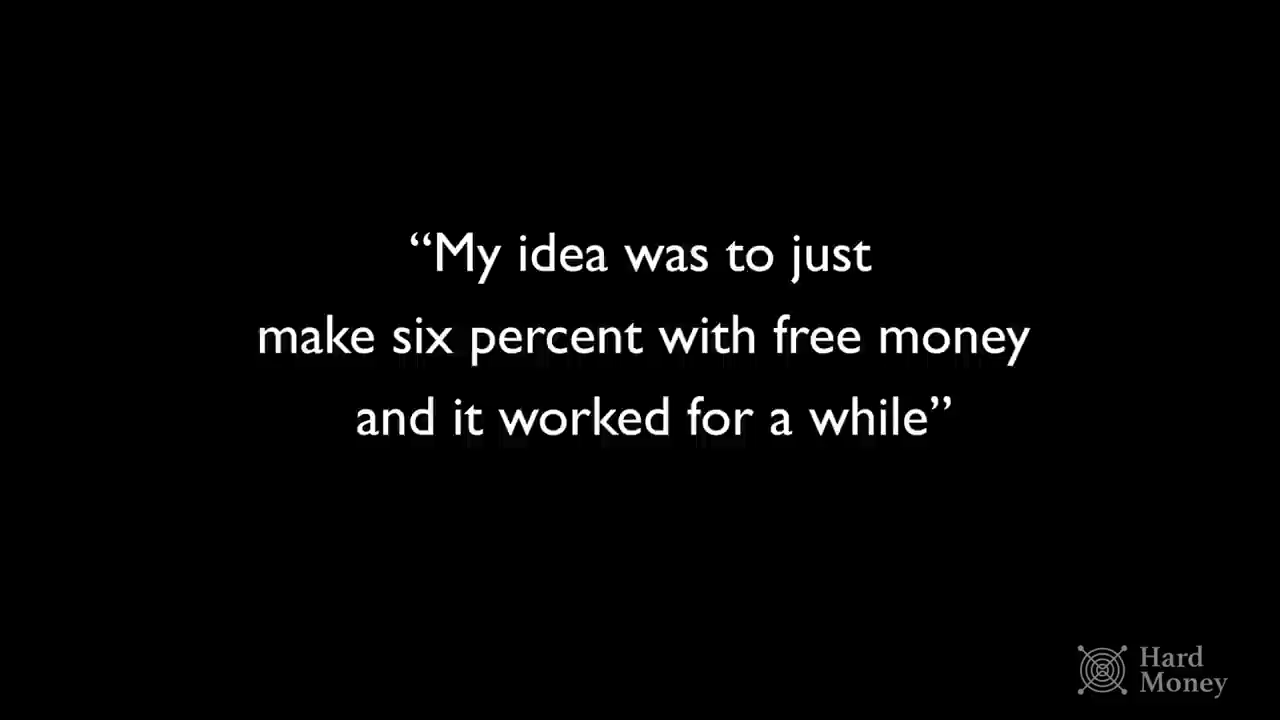 “My idea was to just
make six percent with free money
and it worked for a while”
Hard
Money